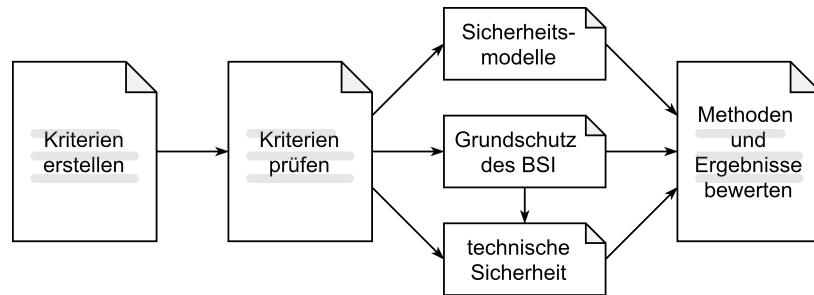 Kriterien
erstellen
Kriterien
prüfen
Sicherheits-
modelle
Grundschutz
des BSI
technische
Sicherheit
Methoden
und
Ergebnisse
bewerten